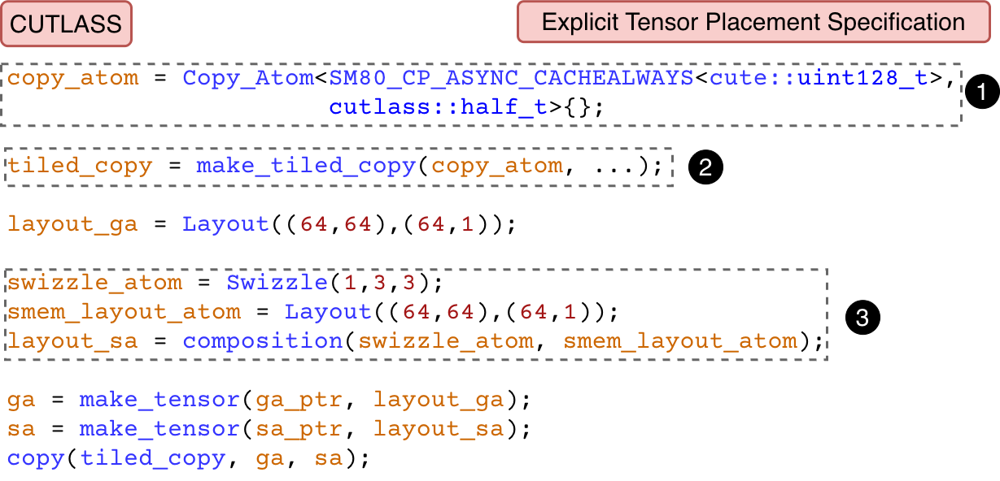 CUTLASS
Explicit Tensor Placement Specification
copy_atom = Copy_Atom<SM80_CP_ASYNC_CACHEALWAYS<cute::uint128_t>,
cutlass::half_t>{};
1
tiled_copy = make_tiled_copy(copy_atom, ...);
2
layout_ga = Layout((64,64),(64,1));
swizzle_atom = Swizzle(1,3,3);
smem_layout_atom = Layout((64,64),(64,1));
layout_sa = composition(swizzle_atom, smem_layout_atom);
3
ga = make_tensor(ga_ptr, layout_ga);
sa = make_tensor(sa_ptr, layout_sa);
copy(tiled_copy, ga, sa);